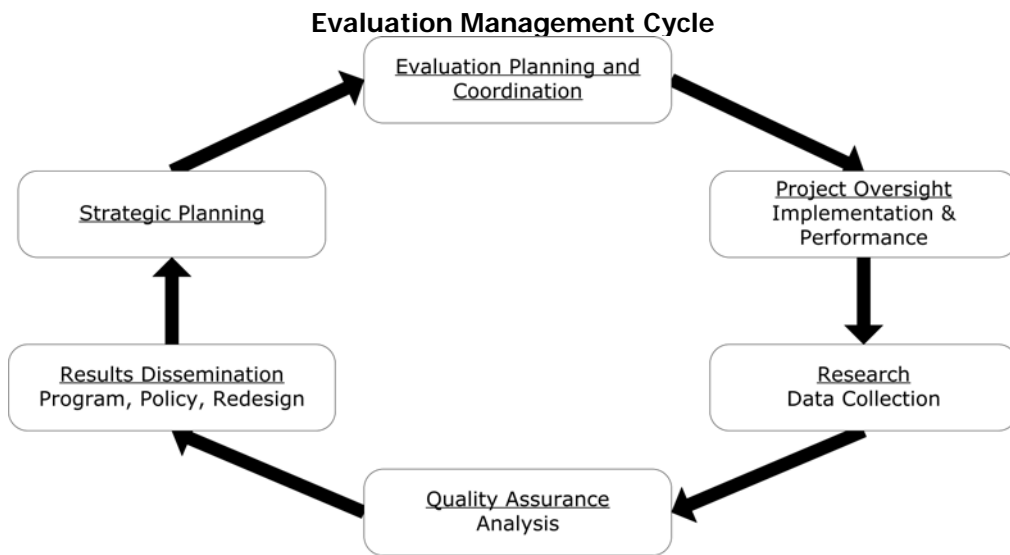 Evaluation Management Cycle
Evaluation Planning and
Coordination
Project Oversight
Implementation &
Performance
Research
Data Collection
Quality Assurance
Analysis
Results Dissemination
Program, Policy, Redesign
Strategic Planning